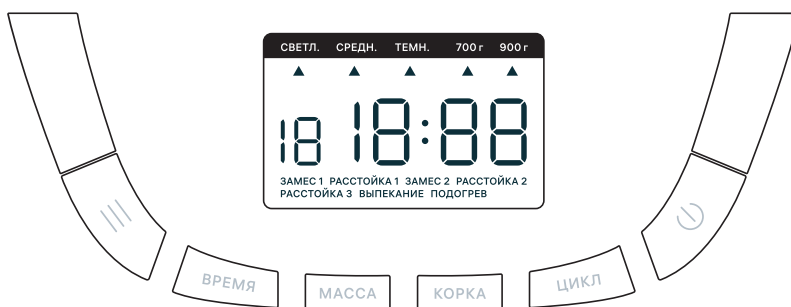 СВЕТЛ. СРЕДН. ТЕМН. 700 г 900 г
18 18:88
ЗАМЕС 1 РАССТОЙКА 1 ЗАМЕС 2 РАССТОЙКА 2
РАССТОЙКА 3 ВЫПЕКАНИЕ ПОДОГРЕВ
ВРЕМЯ МАССА КОРКА ЦИКЛ